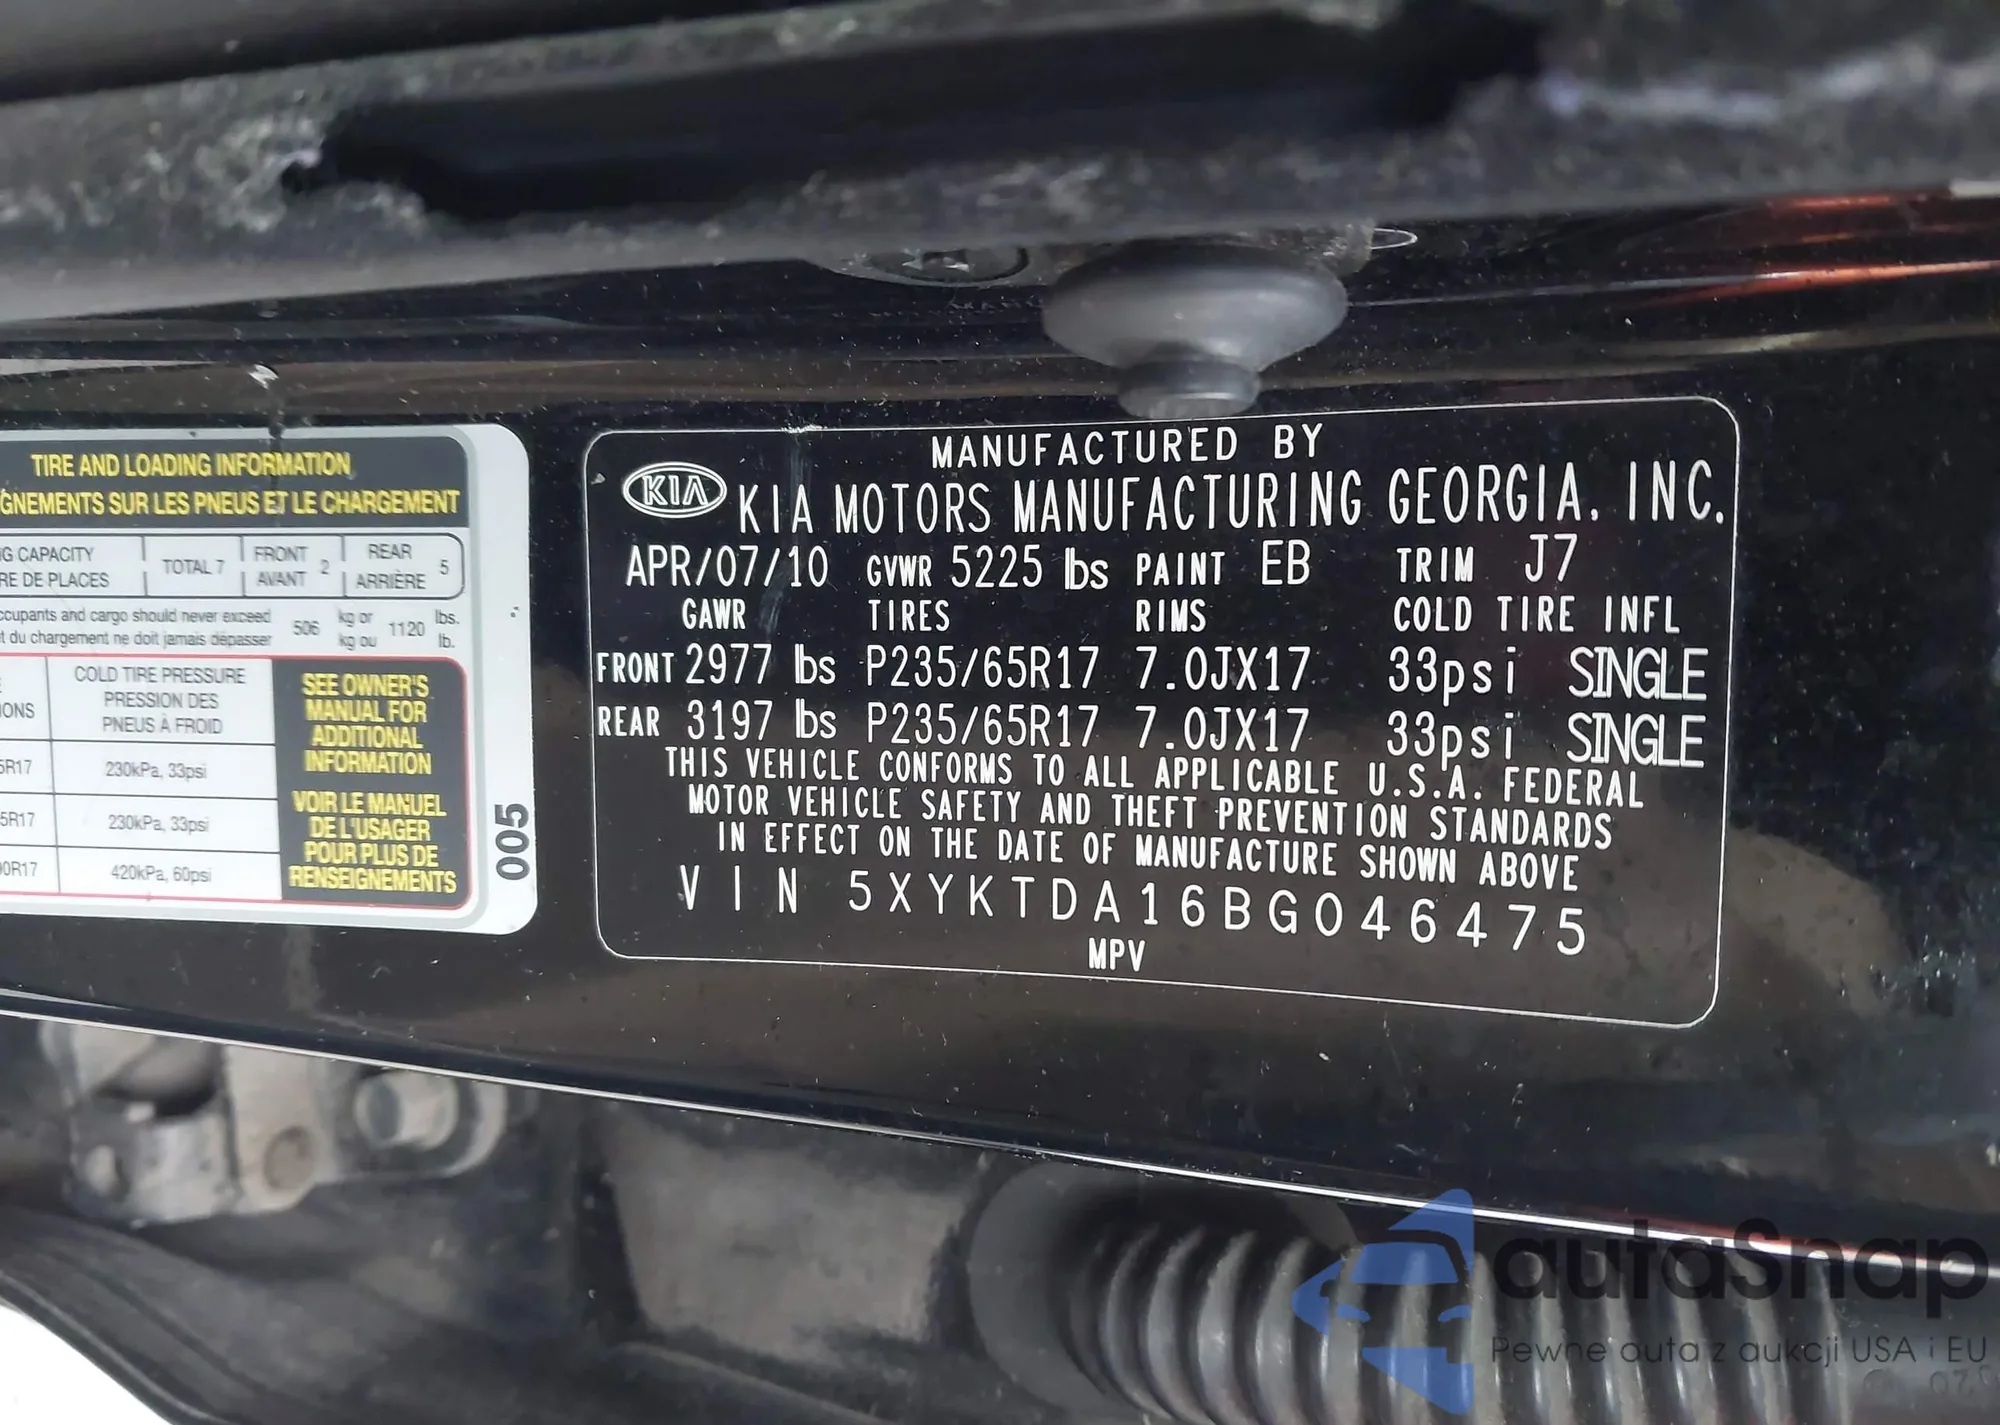 TIRE AND LOADING INFORMATION
GNEMENTS SUR LES PNEUS ET LE CHARGEMENT
G CAPACITY TOTAL 7 FRONT 2 REAR 5
RE DE PLACES AVANT ARRIÈRE
ccupants and cargo should never exceed 506 kg or 1120 lbs.
t du chargement ne doit jamais dépasser kg ou lb.
COLD TIRE PRESSURE
PRESSION DES
IONS PNEUS À FROID
5R17 230kPa, 33psi
5R17 230kPa, 33psi
0R17 420kPa, 60psi
SEE OWNER'S
MANUAL FOR
ADDITIONAL
INFORMATION
VOIR LE MANUEL
DE L'USAGER
POUR PLUS DE
RENSEIGNEMENTS
005
MANUFACTURED BY
KIA KIA MOTORS MANUFACTURING GEORGIA, INC.
APR/07/10 GVWR 5225 lbs PAINT EB TRIM J7
GAWR TIRES RIMS COLD TIRE INFL
FRONT 2977 lbs P235/65R17 7.0JX17 33psi SINGLE
REAR 3197 lbs P235/65R17 7.0JX17 33psi SINGLE
THIS VEHICLE CONFORMS TO ALL APPLICABLE U.S.A. FEDERAL
MOTOR VEHICLE SAFETY AND THEFT PREVENTION STANDARDS
IN EFFECT ON THE DATE OF MANUFACTURE SHOWN ABOVE
VIN 5XYKTDA16BG046475
MPV
autaSnap
Pewne auta z aukcji USA i EU